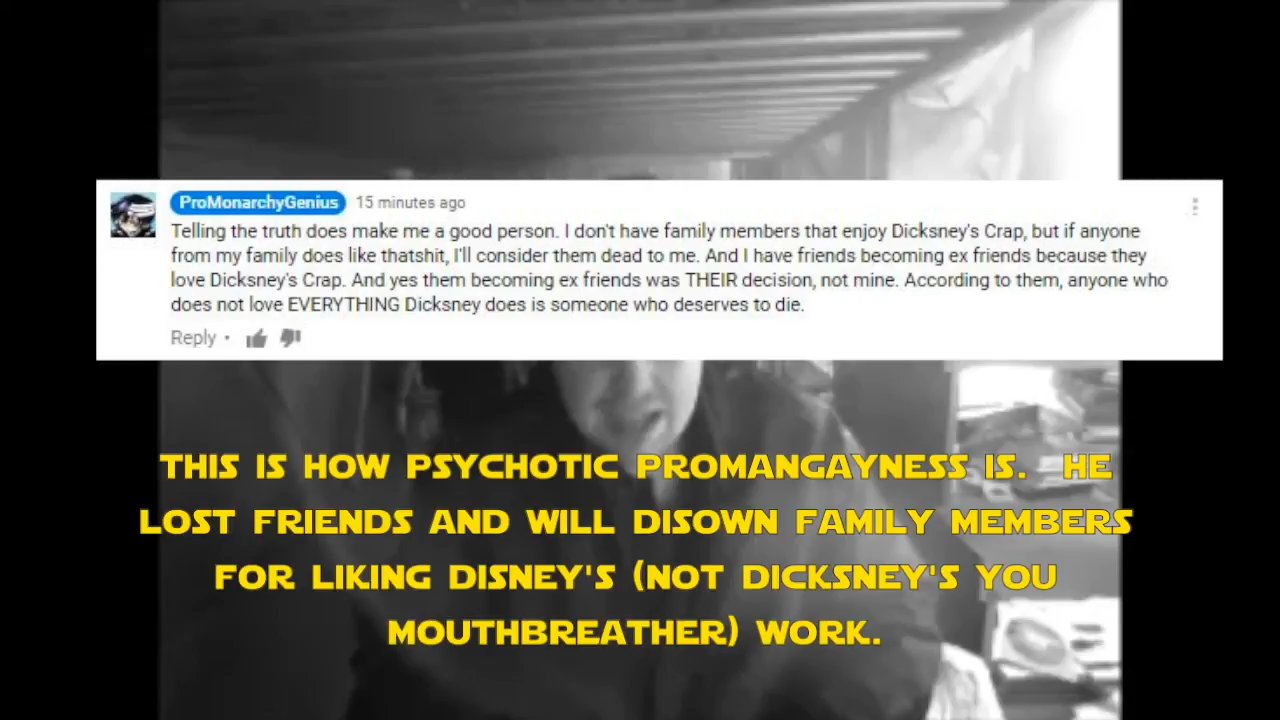 ProMonarchyGenius 15 minutes ago
Telling the truth does make me a good person. I don't have family members that enjoy Dicksney's Crap, but if anyone
from my family does like thatshit, I'll consider them dead to me. And I have friends becoming ex friends because they
love Dicksney's Crap. And yes them becoming ex friends was THEIR decision, not mine. According to them, anyone who
does not love EVERYTHING Dicksney does is someone who deserves to die.
Reply •
THIS IS HOW PSYCHOTIC PROMANGAYNESS IS. HE
LOST FRIENDS AND WILL DISOWN FAMILY MEMBERS
FOR LIKING DISNEY'S (NOT DICKSNEY'S YOU
MOUTHBREATHER) WORK.